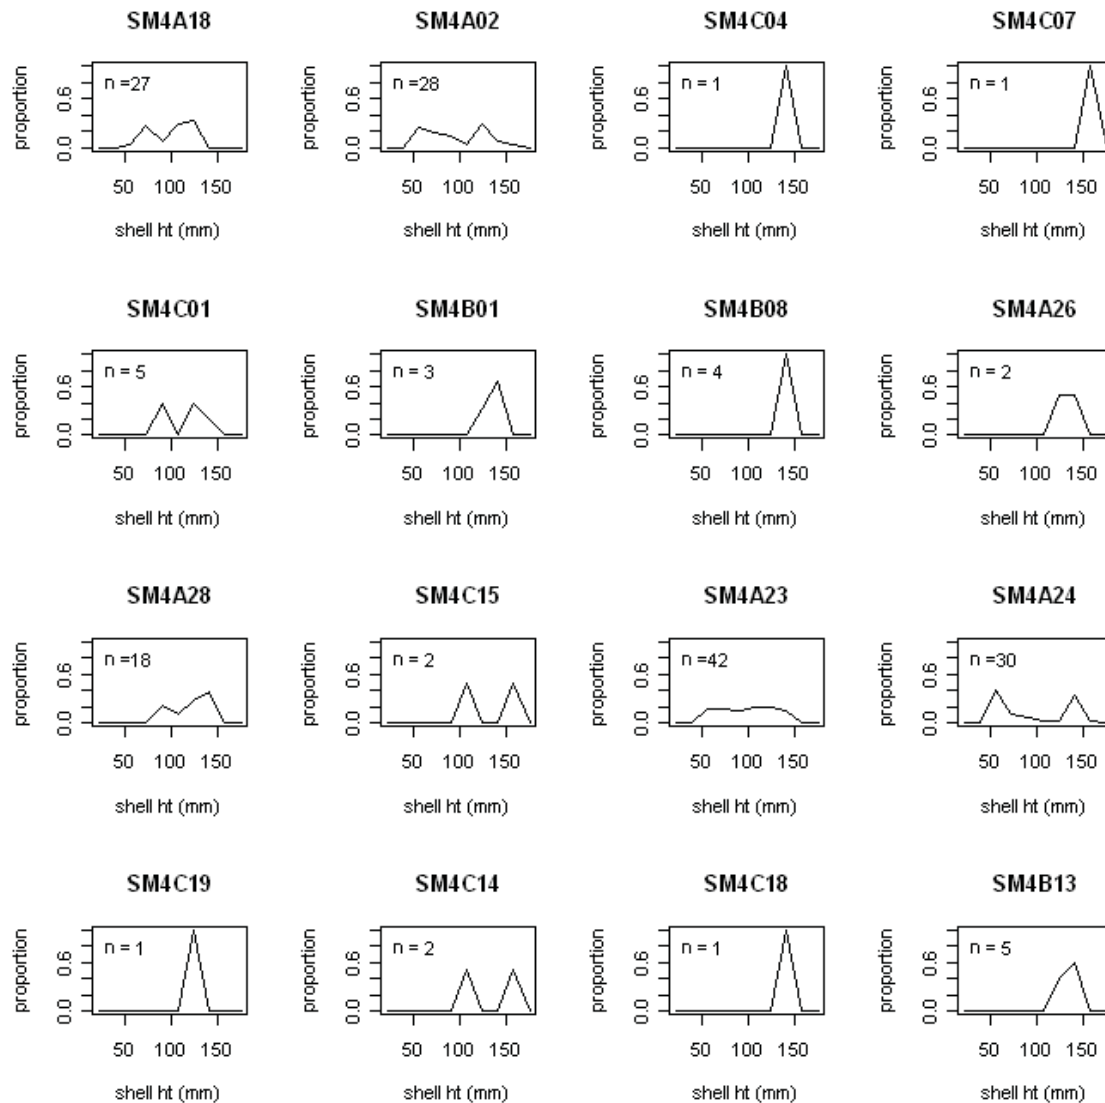 SM4A18 SM4A02 SM4C04 SM4C07
proportion 0.0 0.6 n =27 proportion 0.0 0.6 n =28 proportion 0.0 0.6 n = 1 proportion 0.0 0.6 n = 1
50 100 150 50 100 150 50 100 150 50 100 150
shell ht (mm) shell ht (mm) shell ht (mm) shell ht (mm)
SM4C01 SM4B01 SM4B08 SM4A26
proportion 0.0 0.6 n = 5 proportion 0.0 0.6 n = 3 proportion 0.0 0.6 n = 4 proportion 0.0 0.6 n = 2
50 100 150 50 100 150 50 100 150 50 100 150
shell ht (mm) shell ht (mm) shell ht (mm) shell ht (mm)
SM4A28 SM4C15 SM4A23 SM4A24
proportion 0.0 0.6 n =18 proportion 0.0 0.6 n = 2 proportion 0.0 0.6 n =42 proportion 0.0 0.6 n =30
50 100 150 50 100 150 50 100 150 50 100 150
shell ht (mm) shell ht (mm) shell ht (mm) shell ht (mm)
SM4C19 SM4C14 SM4C18 SM4B13
proportion 0.0 0.6 n = 1 proportion 0.0 0.6 n = 2 proportion 0.0 0.6 n = 1 proportion 0.0 0.6 n = 5
50 100 150 50 100 150 50 100 150 50 100 150
shell ht (mm) shell ht (mm) shell ht (mm) shell ht (mm)